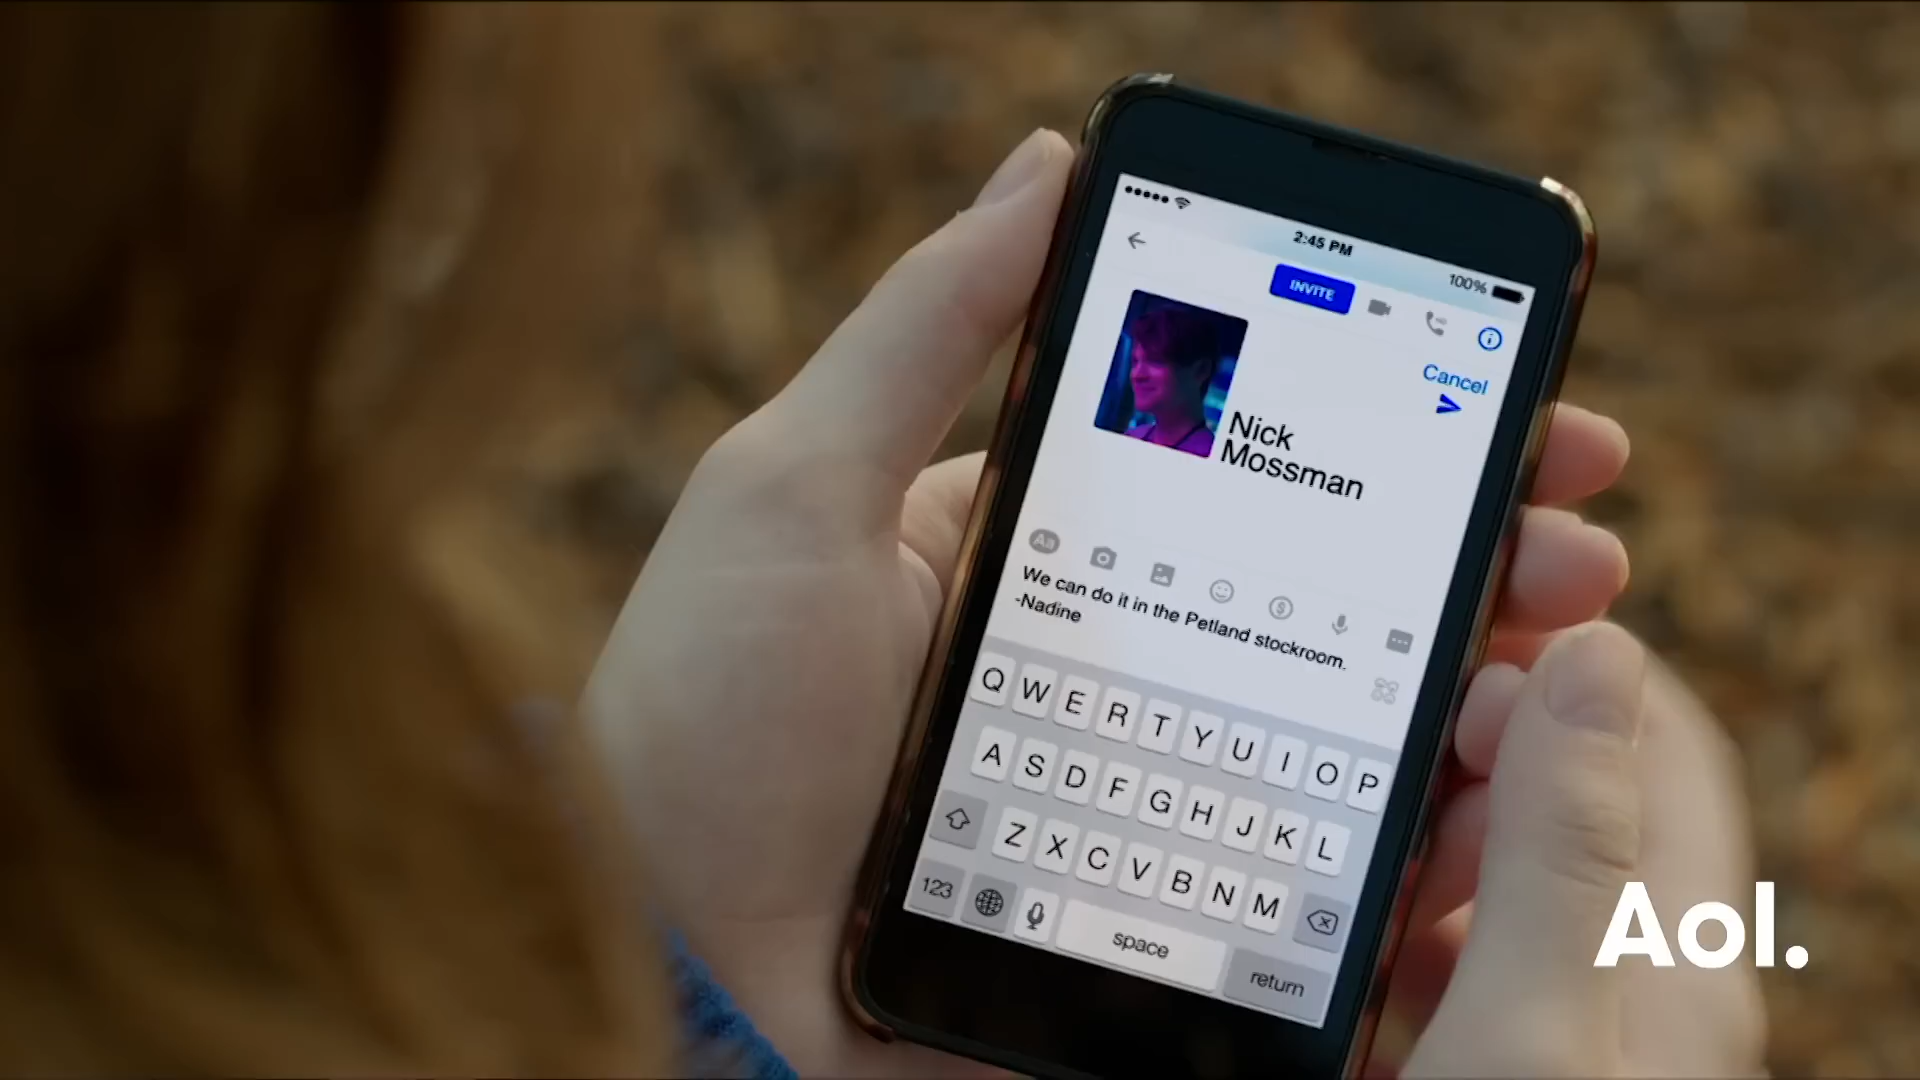 2:45 PM
100%
INVITE
Cancel
Nick
Mossman
Aa
We can do it in the Petland stockroom.
-Nadine
Q W E R T Y U I O P
A S D F G H J K L
Z X C V B N M
123
space
return
Aol.